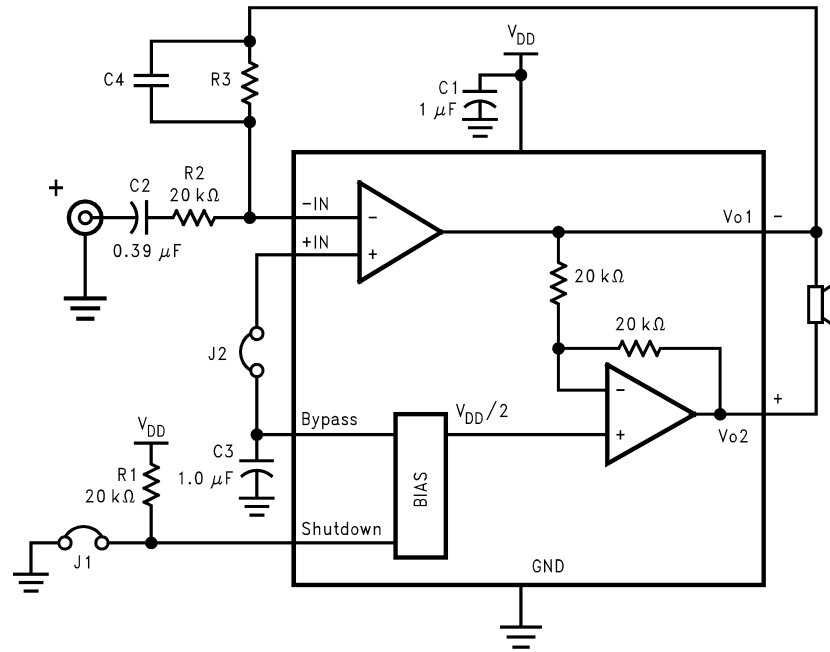 V_DD
C4
R3
C1
1 μF
+
C2
0.39 μF
R2
20 kΩ
-IN
+IN
-
+
Vo1 -
20 kΩ
20 kΩ
J2
Bypass
V_DD/2
-
+
+
Vo2
C3
1.0 μF
BIAS
V_DD
R1
20 kΩ
Shutdown
J1
GND